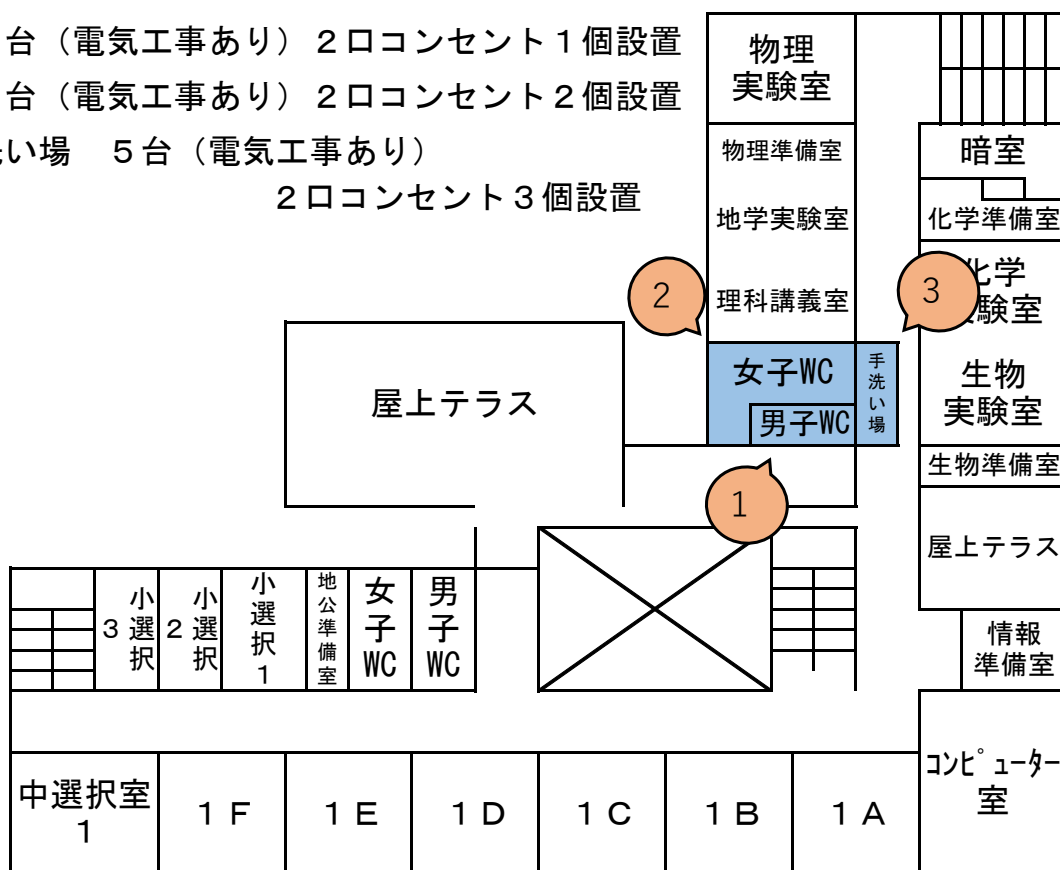 台（電気工事あり）２口コンセント１個設置
台（電気工事あり）２口コンセント２個設置
い場　５台（電気工事あり）
２口コンセント３個設置
物理
実験室
物理準備室
地学実験室
理科講義室
暗室
化学準備室
化学
実験室
生物
実験室
生物準備室
屋上テラス
情報
準備室
コンピューター
室
2
3
1
女子WC
男子WC
手洗い場
屋上テラス
小選択
３
小選択
２
小選択１
地公準備室
女子WC
男子WC
中選択室
１
１Ｆ
１Ｅ
１Ｄ
１Ｃ
１Ｂ
１Ａ